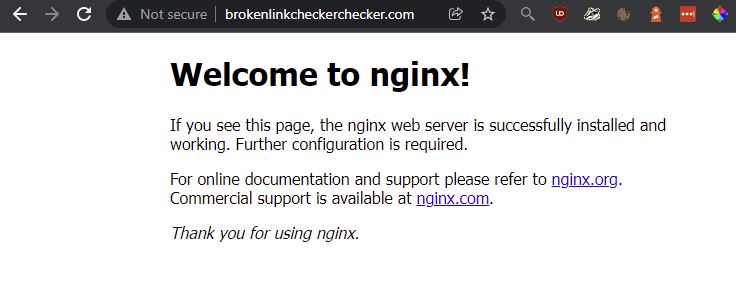 Not secure | brokenlinkcheckerchecker.com
Welcome to nginx!
If you see this page, the nginx web server is successfully installed and
working. Further configuration is required.
For online documentation and support please refer to nginx.org.
Commercial support is available at nginx.com.
Thank you for using nginx.